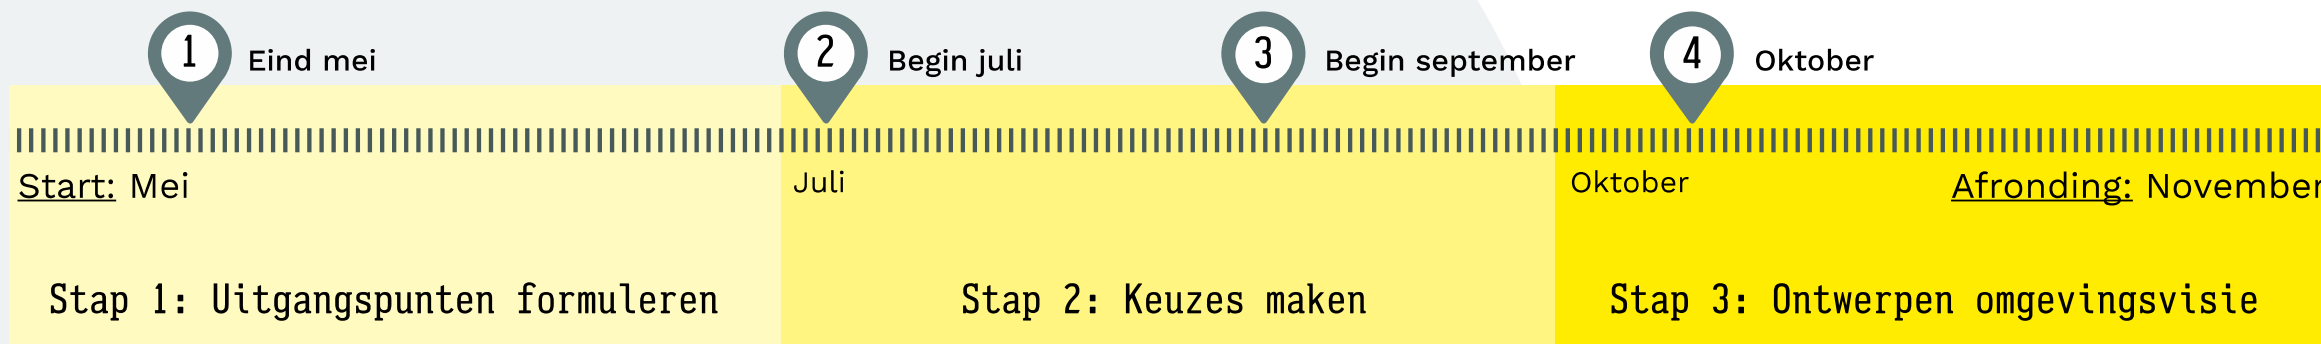 1 Eind mei
2 Begin juli
3 Begin september
4 Oktober
Start: Mei
Juli
Oktober
Afronding: November
Stap 1: Uitgangspunten formuleren
Stap 2: Keuzes maken
Stap 3: Ontwerpen omgevingsvisie